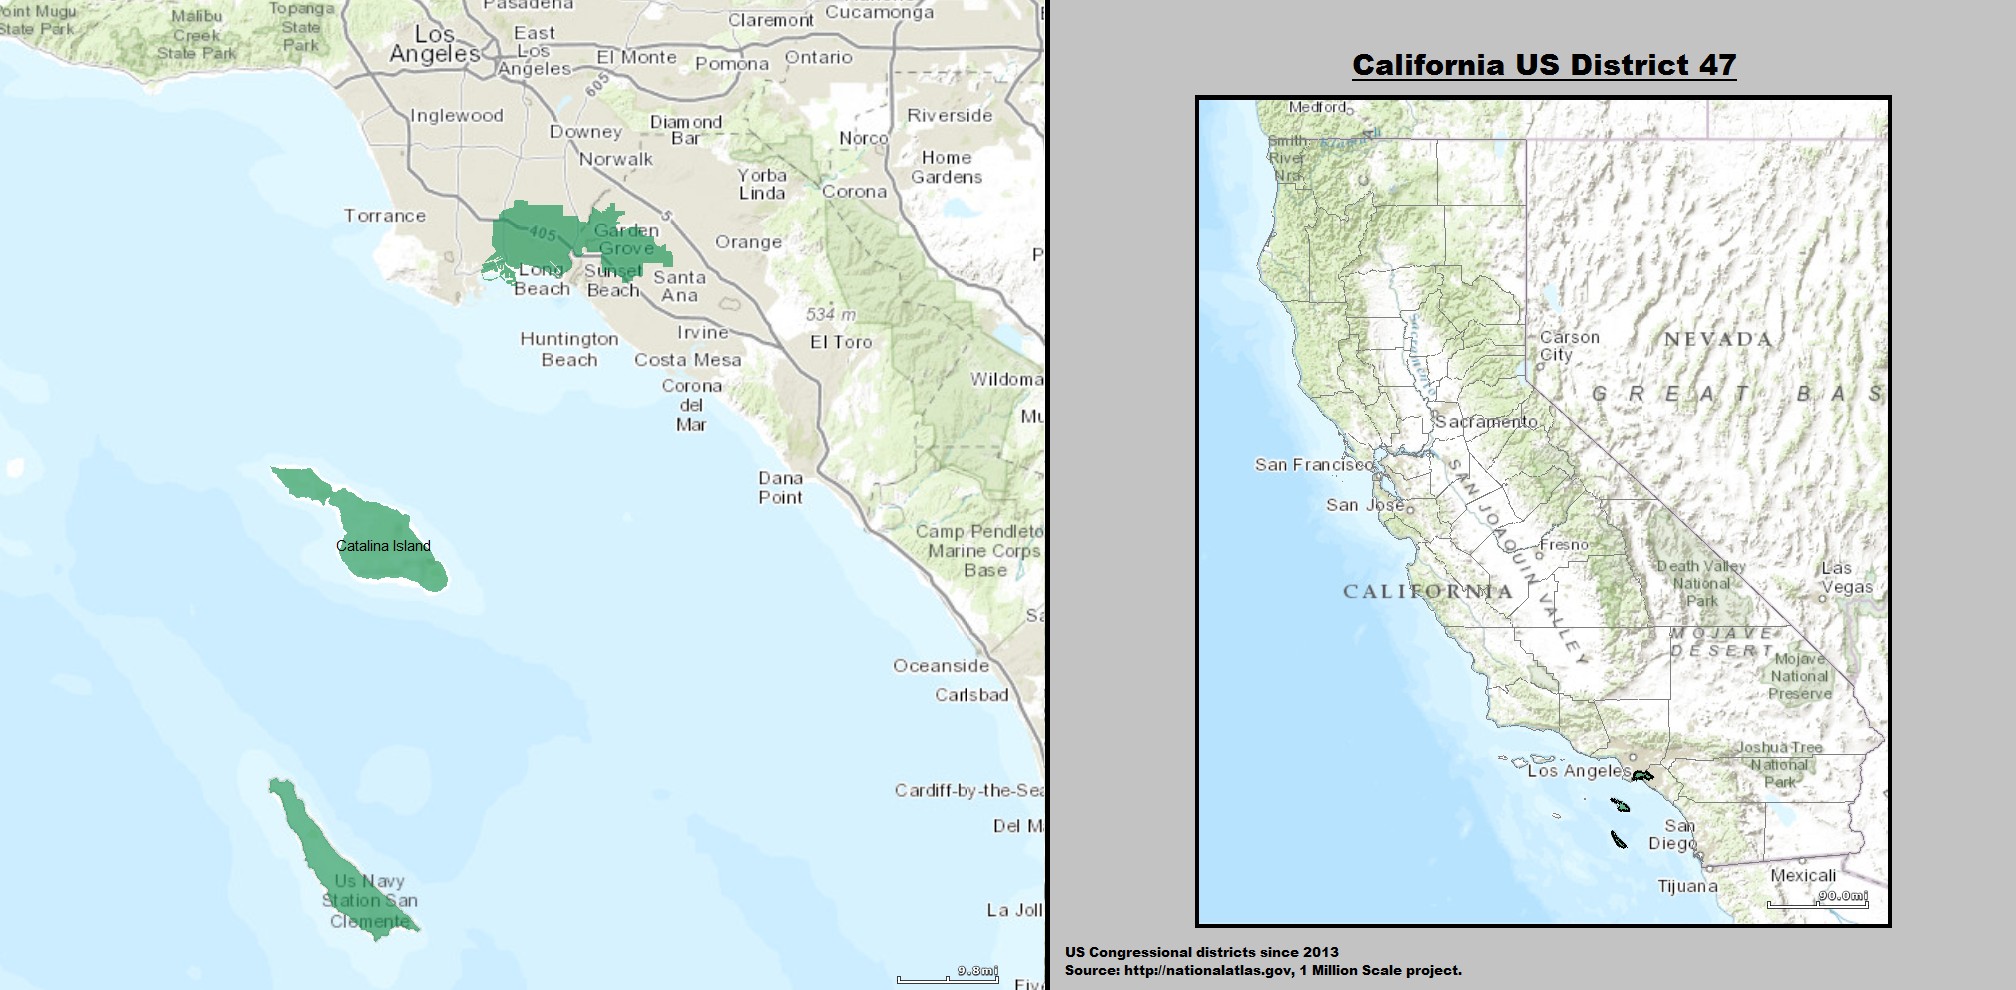 Point Mugu
State Park
Malibu
Creek
State Park
Topanga
State
Park
Pasadena
Claremont
Cucamonga
Los
Angeles
East
Los
Angeles
El Monte
Pomona
Ontario
605
Inglewood
Downey
Diamond
Bar
Norco
Riverside
Norwalk
Home
Gardens
Yorba
Linda
Corona
Torrance
405
Garden
Grove
5
Orange
Long
Beach
Sunset
Beach
Santa
Ana
534 m
Huntington
Beach
Irvine
El Toro
Costa Mesa
Corona
del
Mar
Wildoma
Mu
Dana
Point
Camp Pendleto
Marine Corps
Base
Catalina Island
Sa
Oceanside
Carlsbad
Cardiff-by-the-Sea
Del M
US Navy
Station San
Clemente
La Joll
9.8mi
Fiv
California US District 47
Medford
Smith
River
Nra
Carson
City
NEVADA
GREAT BAS
Sacramento
Sacramento
San Francisco
San Jose
SAN JOAQUIN VALLEY
Fresno
CALIFORNIA
Death Valley
National
Park
Las
Vegas
MOJAVE
DESERT
Mojave
National
Preserve
Joshua Tree
National
Park
Los Angeles
San
Diego
Tijuana
Mexicali
90.0mi
US Congressional districts since 2013
Source: http://nationalatlas.gov, 1 Million Scale project.